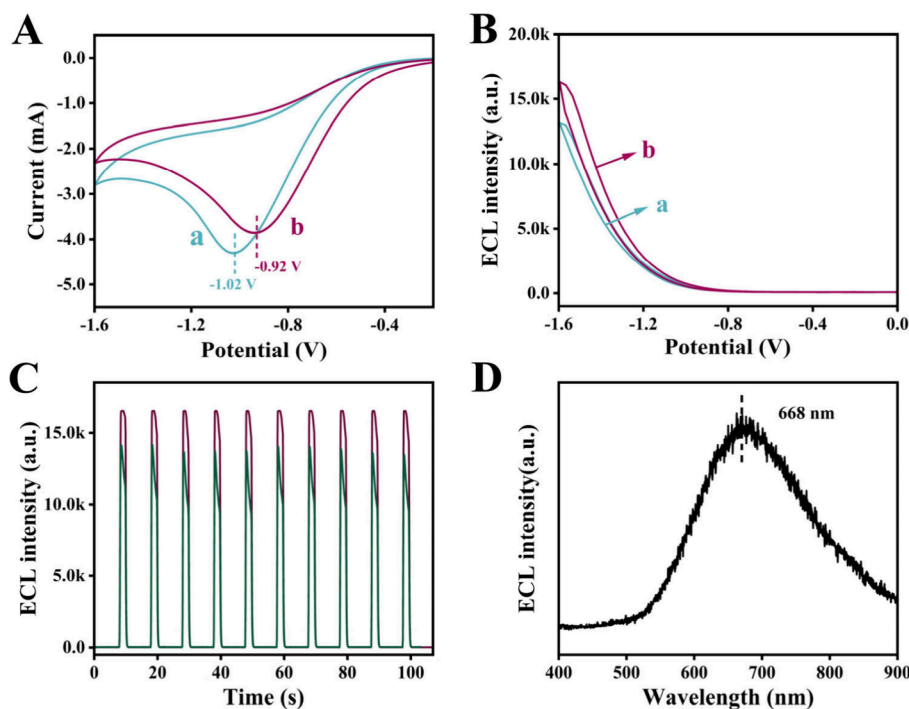 A
0.0
-1.0
-2.0
-3.0
-4.0
-5.0
Current (mA)
a
b
-0.92 V
-1.02 V
-1.6
-1.2
-0.8
-0.4
Potential (V)
B
20.0k
15.0k
10.0k
5.0k
0.0
ECL intensity (a.u.)
b
a
-1.6
-1.2
-0.8
-0.4
0.0
Potential (V)
C
15.0k
10.0k
5.0k
0.0
ECL intensity (a.u.)
0
20
40
60
80
100
Time (s)
D
668 nm
ECL intensity(a.u.)
400
500
600
700
800
900
Wavelength (nm)